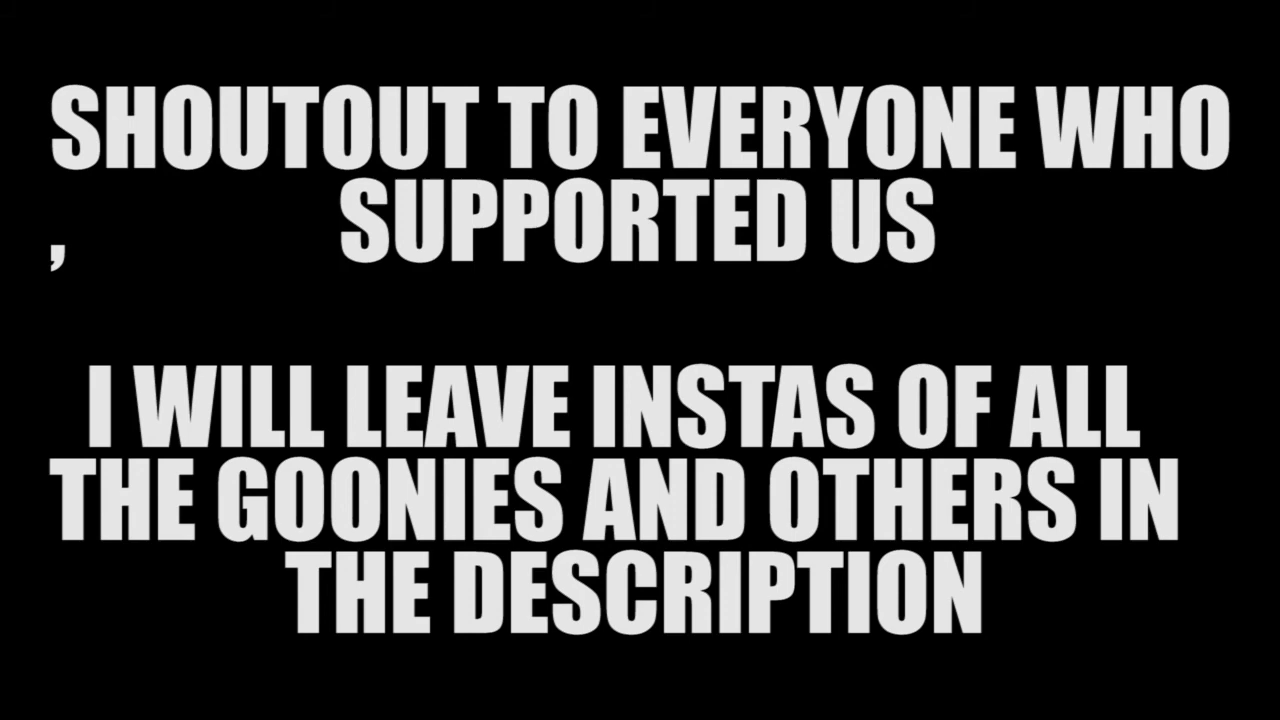 SHOUTOUT TO EVERYONE WHO
, SUPPORTED US
I WILL LEAVE INSTAS OF ALL
THE GOONIES AND OTHERS IN
THE DESCRIPTION